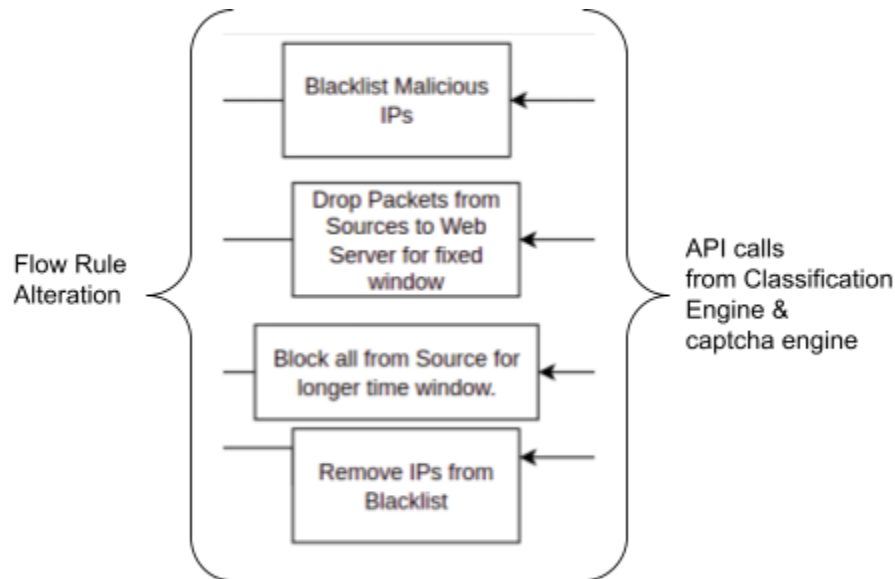 Blacklist Malicious
IPs
Drop Packets from
Sources to Web
Server for fixed
window
Flow Rule
Alteration
API calls
from Classification
Engine &
captcha engine
Block all from Source for
longer time window.
Remove IPs from
Blacklist